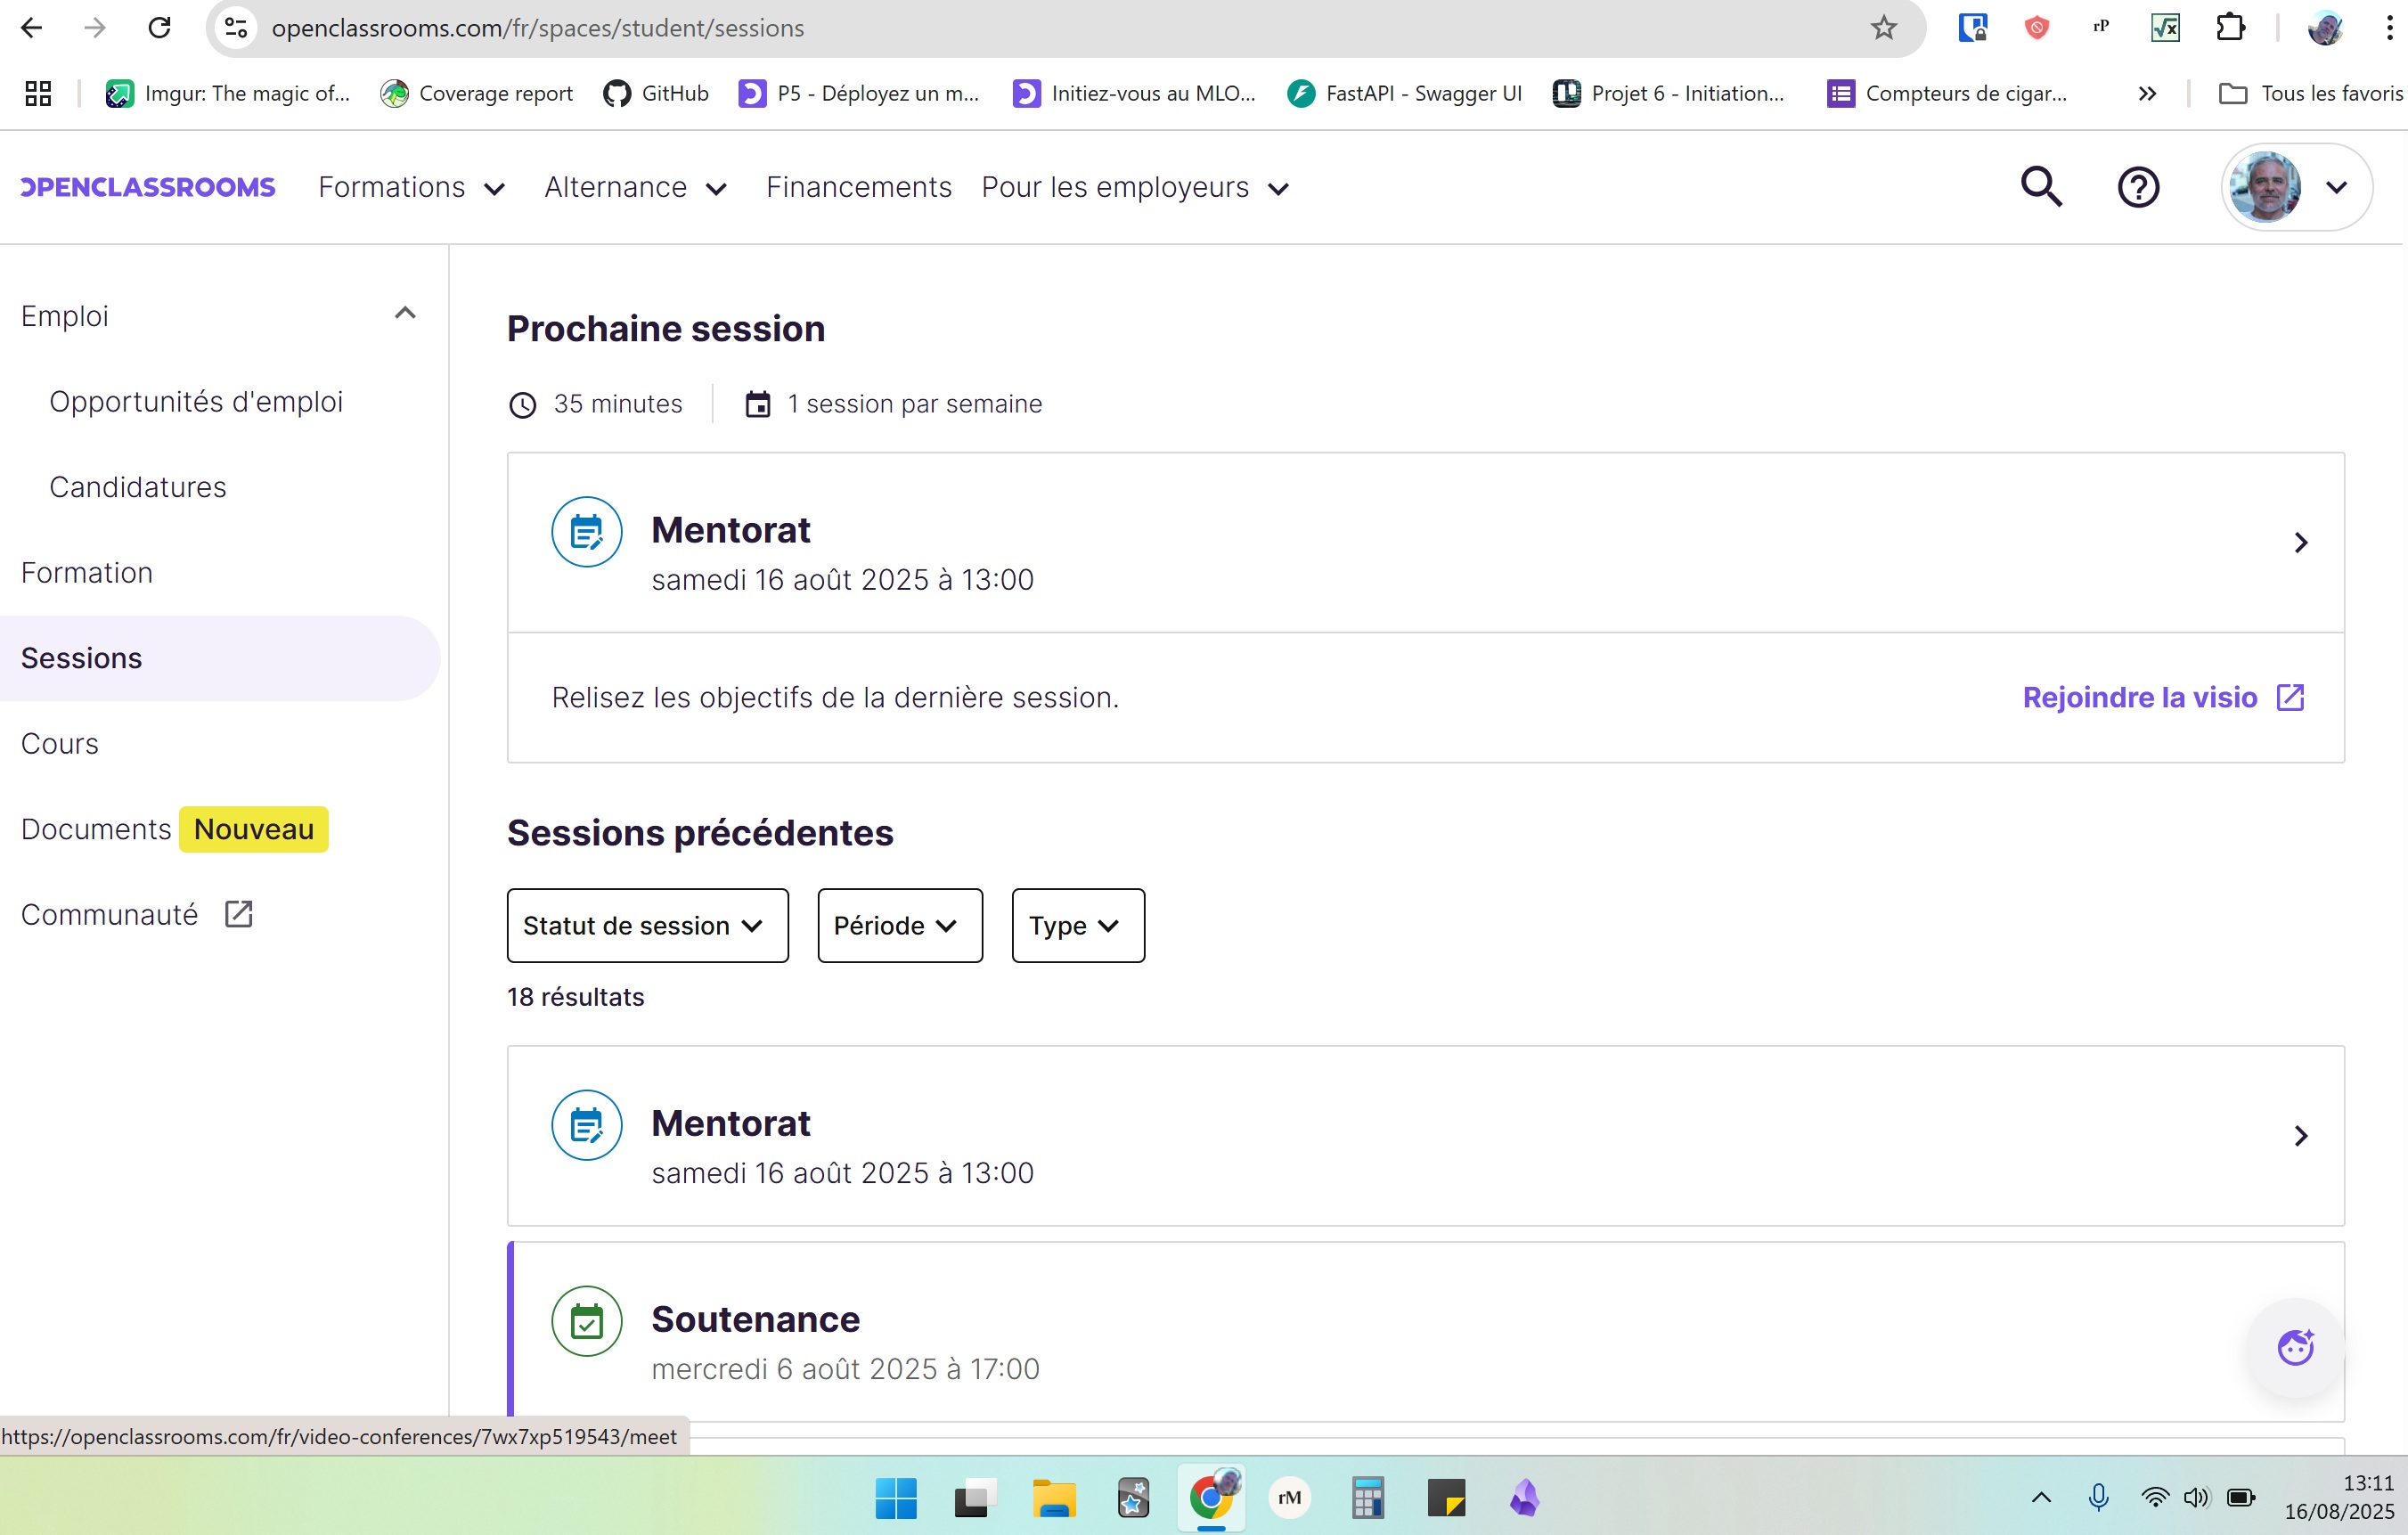 openclassrooms.com/fr/spaces/student/sessions
rP
√x
Imgur: The magic of...
Coverage report
GitHub
P5 - Déployez un m...
Initiez-vous au MLO...
FastAPI - Swagger UI
Projet 6 - Initiation...
Compteurs de cigar...
Tous les favoris
OPENCLASSROOMS
Formations
Alternance
Financements
Pour les employeurs
Emploi
Opportunités d'emploi
Candidatures
Formation
Sessions
Cours
Documents Nouveau
Communauté
Prochaine session
35 minutes
1 session par semaine
Mentorat
samedi 16 août 2025 à 13:00
Relisez les objectifs de la dernière session.
Rejoindre la visio
Sessions précédentes
Statut de session
Période
Type
18 résultats
Mentorat
samedi 16 août 2025 à 13:00
Soutenance
mercredi 6 août 2025 à 17:00
https://openclassrooms.com/fr/video-conferences/7wx7xp519543/meet
rM
13:11
16/08/2025